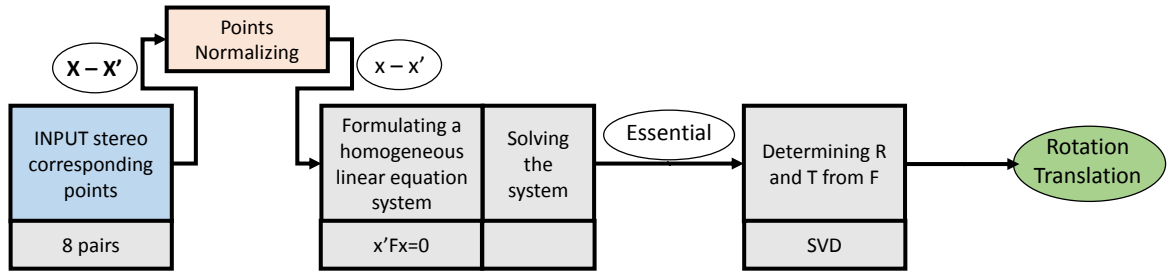 Points
Normalizing
X – X'
x – x'
INPUT stereo
corresponding
points
8 pairs
Formulating a
homogeneous
linear equation
system
x'Fx=0
Solving
the
system
Essential
Determining R
and T from F
SVD
Rotation
Translation